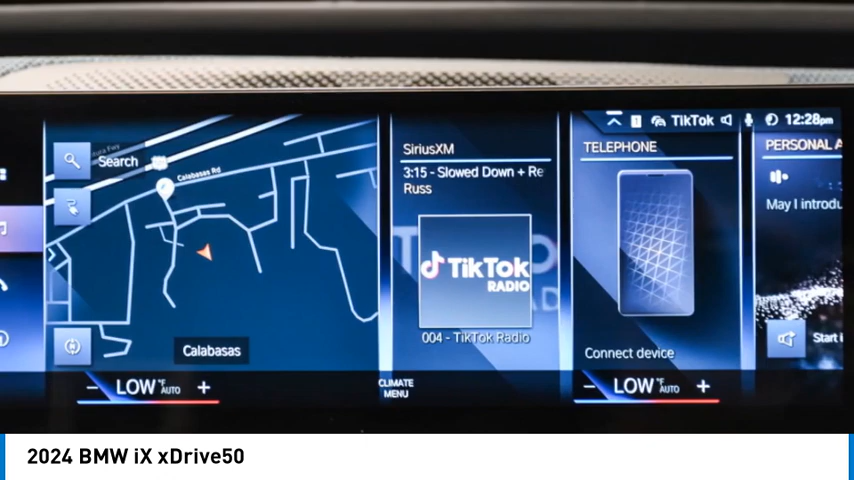 TikTok
12:28pm
Search
Calabasas Rd
Calabasas
SiriusXM
3:15 - Slowed Down + Re
Russ
TikTok
RADIO
004 - TikTok Radio
TELEPHONE
Connect device
PERSONAL A
May I introdu
Start
LOW °F AUTO
CLIMATE
MENU
LOW °F AUTO
2024 BMW iX xDrive50